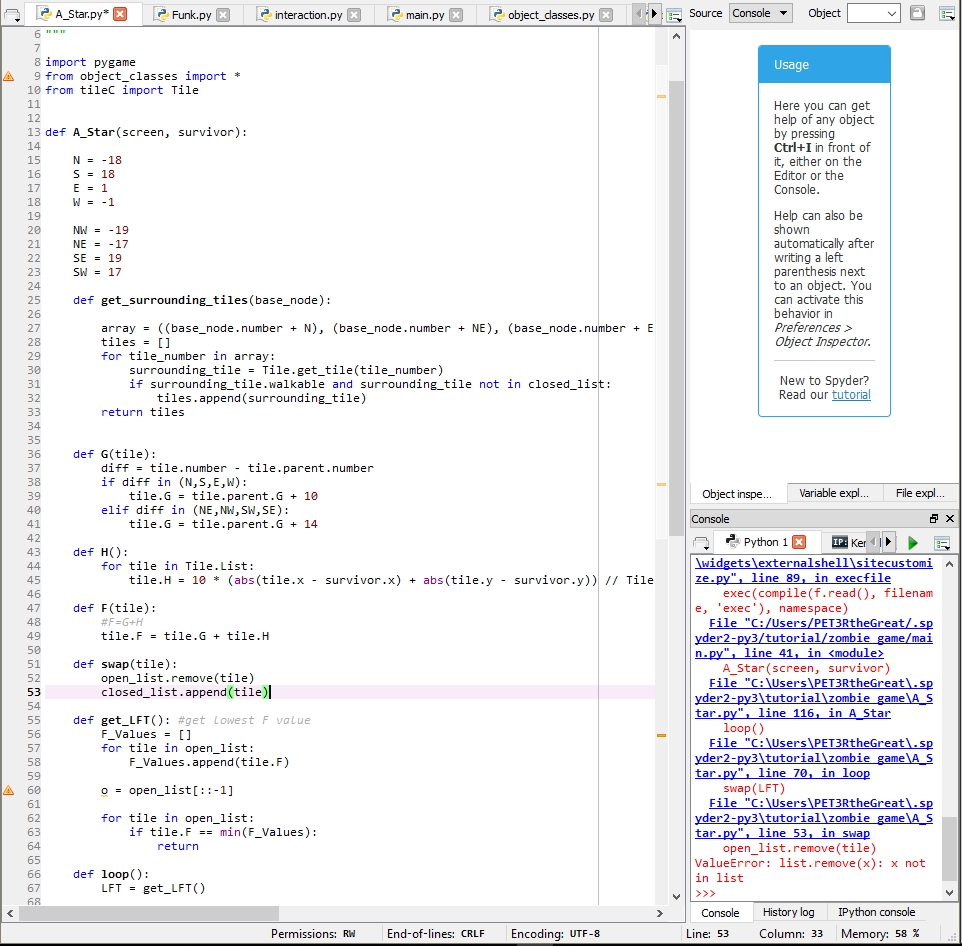 A_Star.py* Funk.py interaction.py main.py object_classes.py Source Console Object
6 """
7
8 import pygame
9 from object_classes import *
10 from tileC import Tile
11
12
13 def A_Star(screen, survivor):
14
15     N = -18
16     S = 18
17     E = 1
18     W = -1
19
20     NW = -19
21     NE = -17
22     SE = 19
23     SW = 17
24
25     def get_surrounding_tiles(base_node):
26
27         array = ((base_node.number + N), (base_node.number + NE), (base_node.number + E
28         tiles = []
29         for tile_number in array:
30             surrounding_tile = Tile.get_tile(tile_number)
31             if surrounding_tile.walkable and surrounding_tile not in closed_list:
32                 tiles.append(surrounding_tile)
33         return tiles
34
35
36     def G(tile):
37         diff = tile.number - tile.parent.number
38         if diff in (N,S,E,W):
39             tile.G = tile.parent.G + 10
40         elif diff in (NE,NW,SW,SE):
41             tile.G = tile.parent.G + 14
42
43     def H():
44         for tile in Tile.List:
45             tile.H = 10 * (abs(tile.x - survivor.x) + abs(tile.y - survivor.y)) // Tile
46
47     def F(tile):
48         #F=G+H
49         tile.F = tile.G + tile.H
50
51     def swap(tile):
52         open_list.remove(tile)
53         closed_list.append(tile)
54
55     def get_LFT(): #get lowest F value
56         F_Values = []
57         for tile in open_list:
58             F_Values.append(tile.F)
59
60         o = open_list[::-1]
61
62         for tile in open_list:
63             if tile.F == min(F_Values):
64                 return
65
66     def loop():
67         LFT = get_LFT()
68
Usage
Here you can get
help of any object
by pressing
Ctrl+I in front of
it, either on the
Editor or the
Console.
Help can also be
shown
automatically after
writing a left
parenthesis next
to an object. You
can activate this
behavior in
Preferences >
Object Inspector.
New to Spyder?
Read our tutorial
Object inspe... Variable expl... File expl...
Console
Python 1 IP: Ker
\widgets\externalshell\sitecustomi
ze.py", line 89, in execfile
    exec(compile(f.read(), filenam
e, 'exec'), namespace)
  File "C:/Users/PET3RtheGreat/.sp
yder2-py3/tutorial/zombie game/mai
n.py", line 41, in <module>
    A_Star(screen, survivor)
  File "C:\Users\PET3RtheGreat\.sp
yder2-py3\tutorial\zombie game\A_S
tar.py", line 116, in A_Star
    loop()
  File "C:\Users\PET3RtheGreat\.sp
yder2-py3\tutorial\zombie game\A_S
tar.py", line 70, in loop
    swap(LFT)
  File "C:\Users\PET3RtheGreat\.sp
yder2-py3\tutorial\zombie game\A_S
tar.py", line 53, in swap
    open_list.remove(tile)
ValueError: list.remove(x): x not
in list
>>>
Console History log IPython console
Permissions: RW End-of-lines: CRLF Encoding: UTF-8 Line: 53 Column: 33 Memory: 58 %